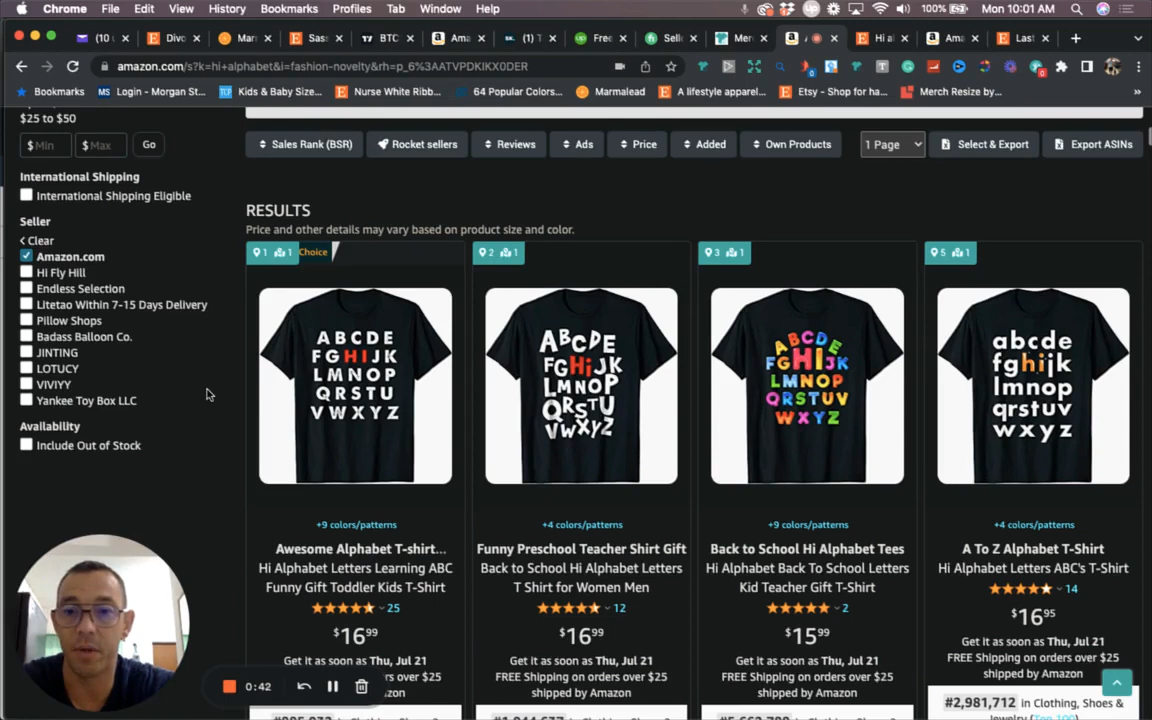 Chrome File Edit View History Bookmarks Profiles Tab Window Help 100% Mon 10:01 AM
(10 Divo Mar Sass BTC Ama (1) T Free Sell Mer A Hi al Ama Last
amazon.com/s?k=hi+alphabet&i=fashion-novelty&rh=p_6%3AATVPDKIKX0DER
Bookmarks Login - Morgan St... Kids & Baby Size... Nurse White Ribb... 64 Popular Colors... Marmalead A lifestyle apparel... Etsy - Shop for ha... Merch Resize by... »
$25 to $50
$ Min $ Max Go
Sales Rank (BSR) Rocket sellers Reviews Ads Price Added Own Products 1 Page Select & Export Export ASINs
International Shipping
International Shipping Eligible
Seller
Clear
Amazon.com
Hi Fly Hill
Endless Selection
Litetao Within 7-15 Days Delivery
Pillow Shops
Badass Balloon Co.
JINTING
LOTUCY
VIVIYY
Yankee Toy Box LLC
Availability
Include Out of Stock
RESULTS
Price and other details may vary based on product size and color.
1 1 Choice 2 1 3 1 5 1
A B C D E
F G H I J K
L M N O P
Q R S T U
V W X Y Z
ABCDE
FGHiJK
LMNOP
QRSTU
VWXYZ
ABCDE
FGHIJK
LMNOP
QRSTUV
WXYZ
abcde
fghijk
lmnop
qrstuv
wxyz
+9 colors/patterns
Awesome Alphabet T-shirt...
Hi Alphabet Letters Learning ABC
Funny Gift Toddler Kids T-Shirt
25
$16 99
Get it as soon as Thu, Jul 21
+4 colors/patterns
Funny Preschool Teacher Shirt Gift
Back to School Hi Alphabet Letters
T Shirt for Women Men
12
$16 99
Get it as soon as Thu, Jul 21
FREE Shipping on orders over $25
shipped by Amazon
+9 colors/patterns
Back to School Hi Alphabet Tees
Hi Alphabet Back To School Letters
Kid Teacher Gift T-Shirt
2
$15 99
Get it as soon as Thu, Jul 21
FREE Shipping on orders over $25
shipped by Amazon
+4 colors/patterns
A To Z Alphabet T-Shirt
Hi Alphabet Letters ABC's T-Shirt
14
$16 95
Get it as soon as Thu, Jul 21
FREE Shipping on orders over $25
shipped by Amazon
#2,981,712 in Clothing, Shoes &
0:42